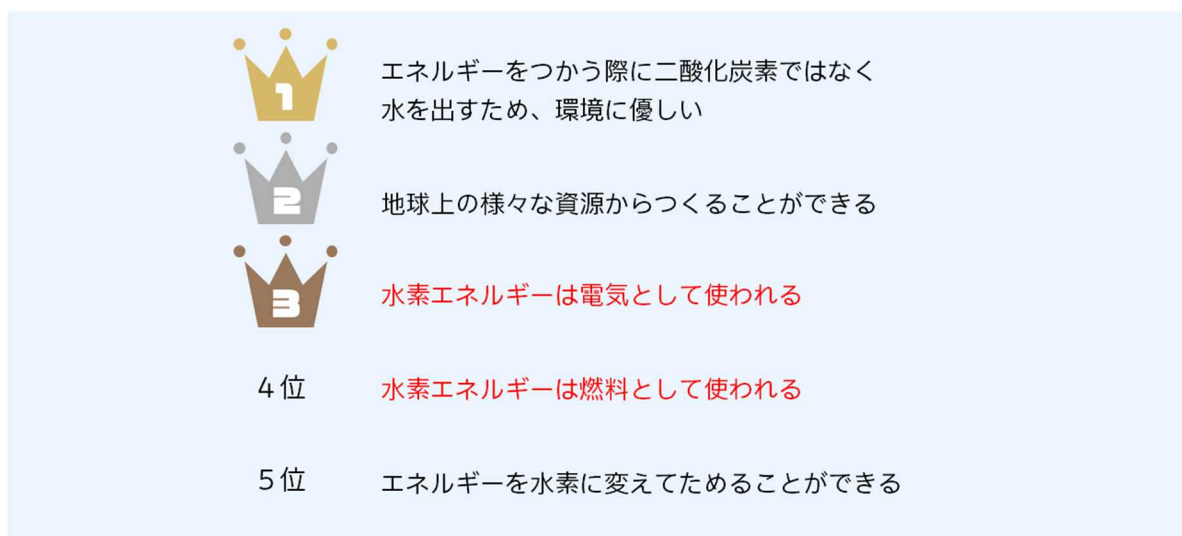 1
エネルギーをつかう際に二酸化炭素ではなく
水を出すため、環境に優しい
2
地球上の様々な資源からつくることができる
3
水素エネルギーは電気として使われる
4位
水素エネルギーは燃料として使われる
5位
エネルギーを水素に変えてためることができる